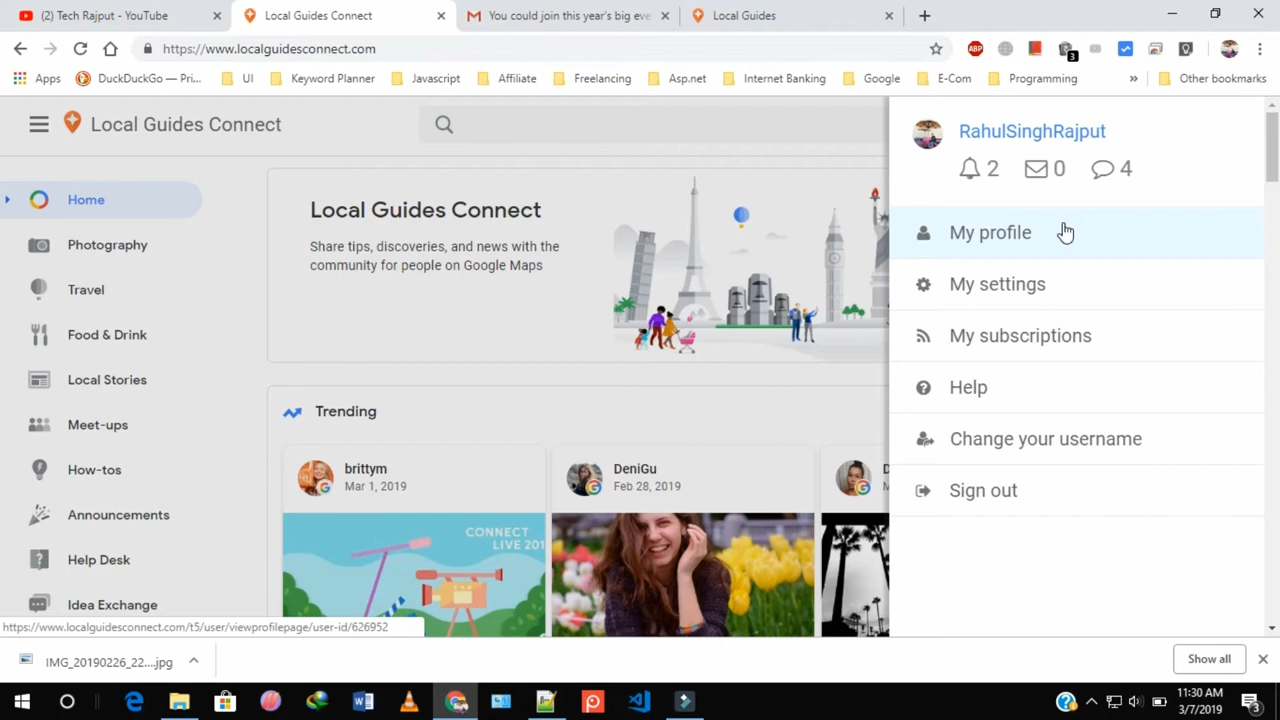 (2) Tech Rajput - YouTube
Local Guides Connect
You could join this year's big eve
Local Guides
https://www.localguidesconnect.com
ABP
3
Apps
DuckDuckGo — Pri...
UI
Keyword Planner
Javascript
Affiliate
Freelancing
Asp.net
Internet Banking
Google
E-Com
Programming
»
Other bookmarks
Local Guides Connect
RahulSinghRajput
2
0
4
Home
Photography
Travel
Food & Drink
Local Stories
Meet-ups
How-tos
Announcements
Help Desk
Idea Exchange
Local Guides Connect
Share tips, discoveries, and news with the
community for people on Google Maps
Trending
brittym
Mar 1, 2019
DeniGu
Feb 28, 2019
D
CONNECT
LIVE 201
My profile
My settings
My subscriptions
Help
Change your username
Sign out
https://www.localguidesconnect.com/t5/user/viewprofilepage/user-id/626952
IMG_20190226_22....jpg
Show all
11:30 AM
3/7/2019
3